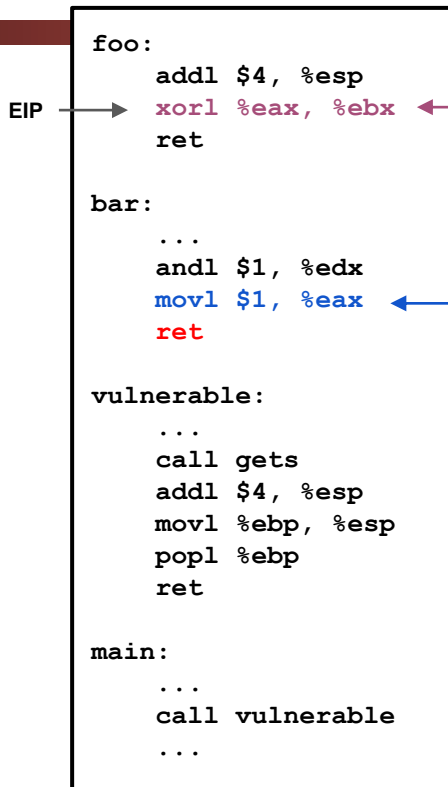 foo:
addl $4, %esp
EIP
xorl %eax, %ebx
ret
bar:
...
andl $1, %edx
movl $1, %eax
ret
vulnerable:
...
call gets
addl $4, %esp
movl %ebp, %esp
popl %ebp
ret
main:
...
call vulnerable
...